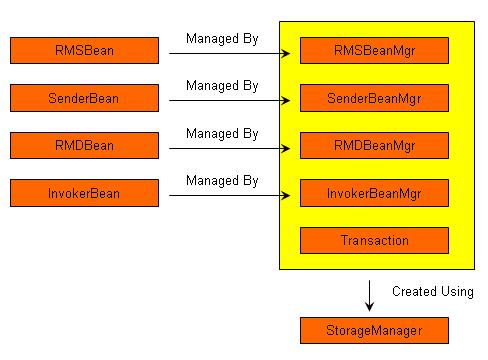 RMSBean
Managed By
RMSBeanMgr
SenderBean
Managed By
SenderBeanMgr
RMDBean
Managed By
RMDBeanMgr
InvokerBean
Managed By
InvokerBeanMgr
Transaction
Created Using
StorageManager